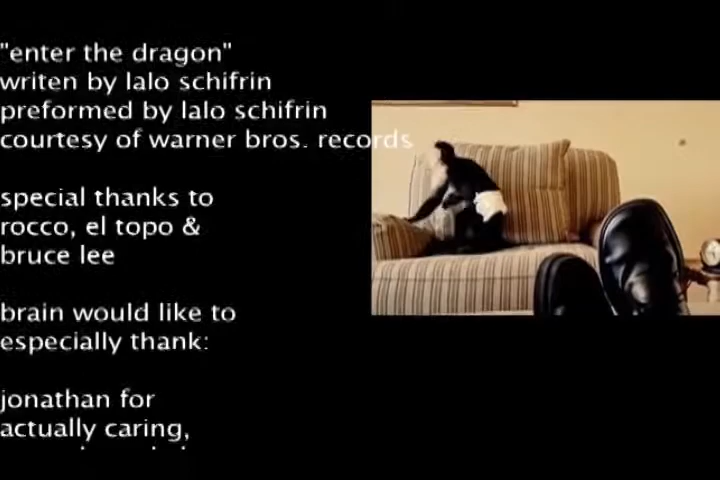 "enter the dragon"
writen by lalo schifrin
preformed by lalo schifrin
courtesy of warner bros. records
special thanks to
rocco, el topo &
bruce lee
brain would like to
especially thank:
jonathan for
actually caring,